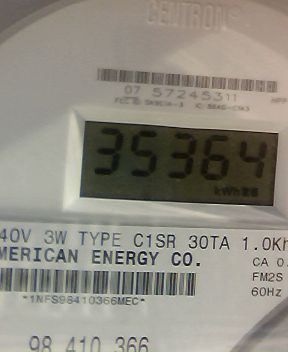 CENTRON
07 57245311
35364
kWh
40V 3W TYPE C1SR 30TA 1.0Kh
MERICAN ENERGY CO.
CA 0.
FM2S
60Hz
*1NFS98410366MEC*
98 410 366